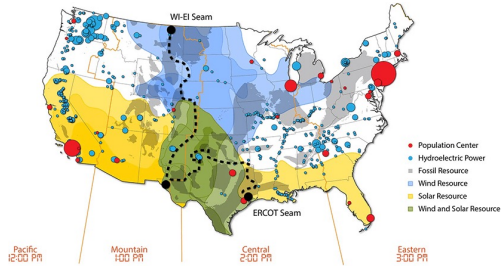 WI-EI Seam
Population Center
Hydroelectric Power
Fossil Resource
Wind Resource
Solar Resource
Wind and Solar Resource
ERCOT Seam
Pacific
12:00 PM
Mountain
1:00 PM
Central
2:00 PM
Eastern
3:00 PM